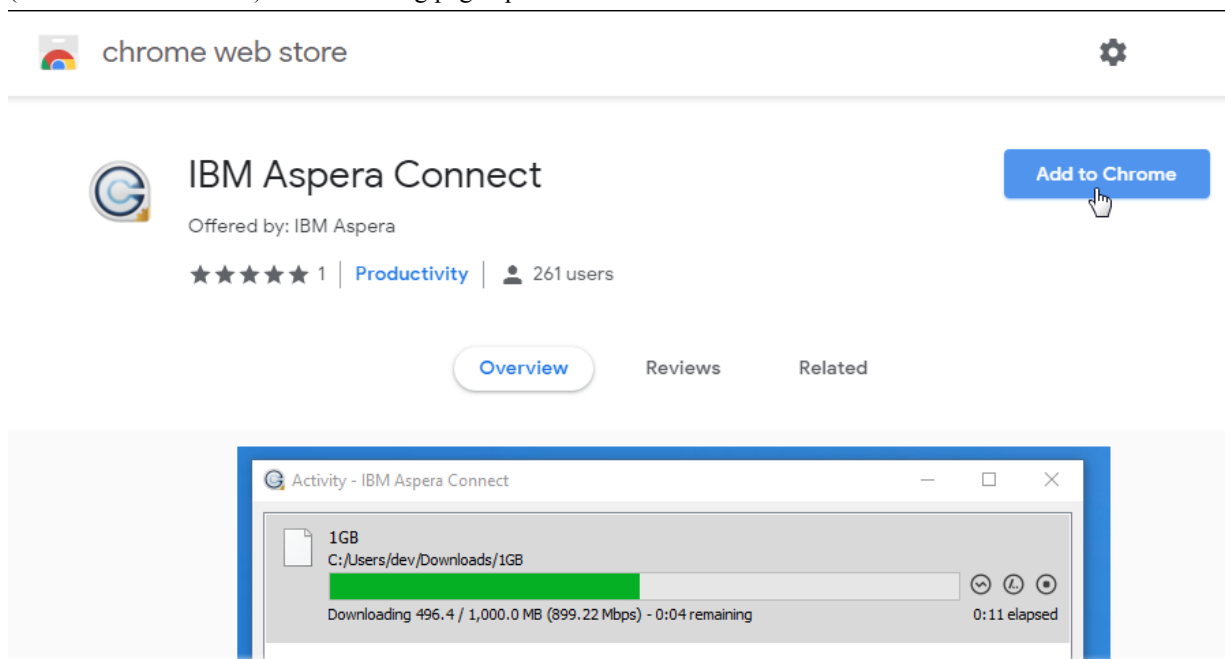 chrome web store
IBM Aspera Connect
Add to Chrome
Offered by: IBM Aspera
1 | Productivity | 261 users
Overview Reviews Related
Activity - IBM Aspera Connect
1GB
C:/Users/dev/Downloads/1GB
Downloading 496.4 / 1,000.0 MB (899.22 Mbps) - 0:04 remaining 0:11 elapsed